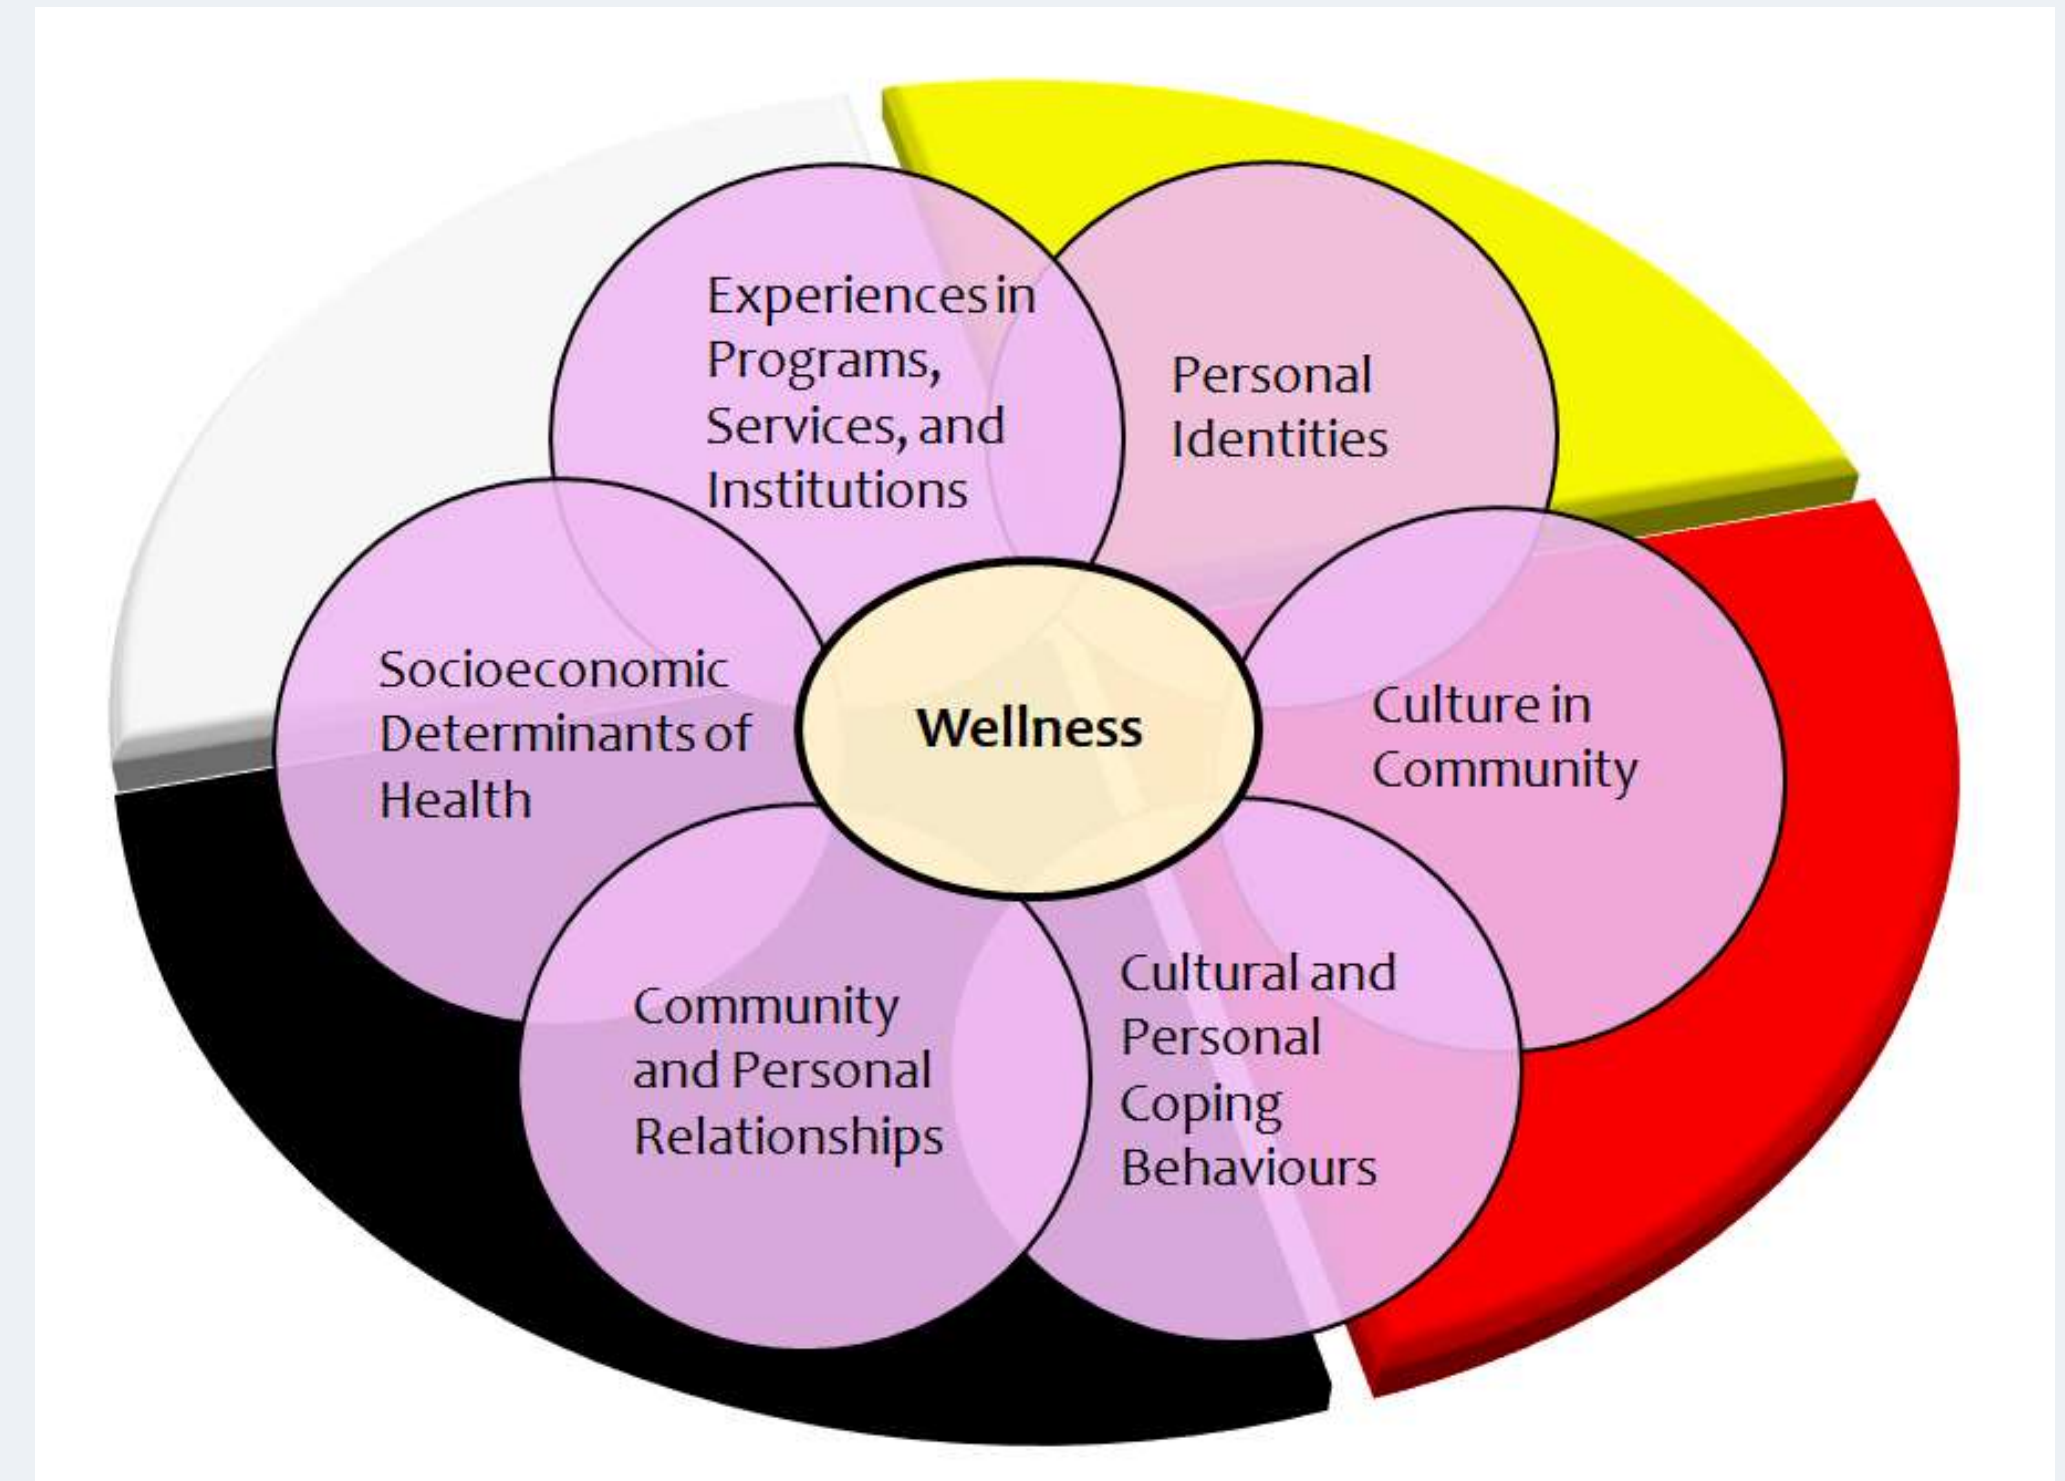 Experiences in
Programs,
Services, and
Institutions
Personal
Identities
Socioeconomic
Determinants of
Health
Wellness
Culture in
Community
Community
and Personal
Relationships
Cultural and
Personal
Coping
Behaviours